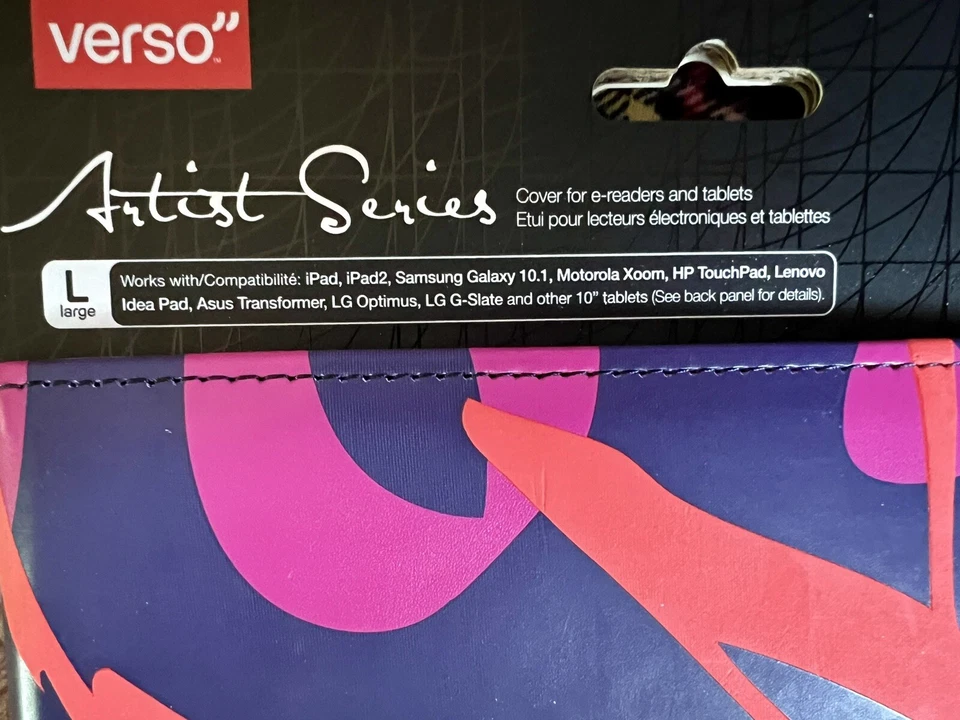 verso”™
Artist Series
Cover for e-readers and tablets
Etui pour lecteurs électroniques et tablettes
L
large
Works with/Compatibilité: iPad, iPad2, Samsung Galaxy 10.1, Motorola Xoom, HP TouchPad, Lenovo
Idea Pad, Asus Transformer, LG Optimus, LG G-Slate and other 10” tablets (See back panel for details).